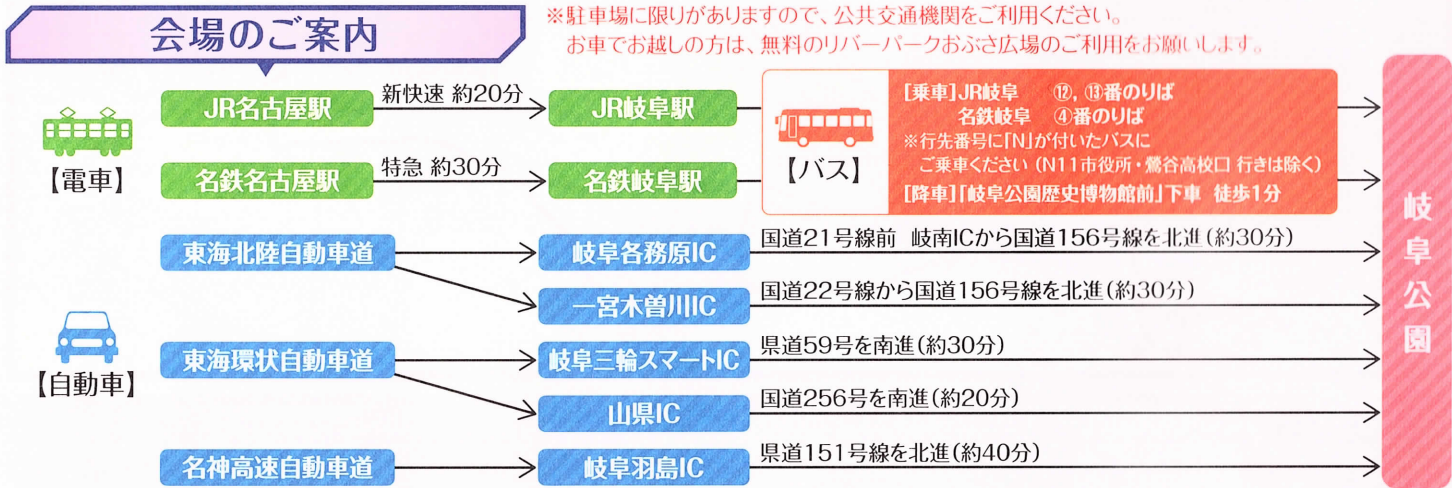 会場のご案内
※駐車場に限りがありますので、公共交通機関をご利用ください。
お車でお越しの方は、無料のリバーパークおぶさ広場のご利用をお願いします。
【電車】
JR名古屋駅
新快速 約20分
JR岐阜駅
名鉄名古屋駅
特急 約30分
名鉄岐阜駅
【バス】
[乗車]JR岐阜 ⑫, ⑬番のりば
名鉄岐阜 ④番のりば
※行先番号に「N」が付いたバスに
ご乗車ください（N11市役所・鶯谷高校口 行きは除く）
[降車]「岐阜公園歴史博物館前」下車 徒歩1分
【自動車】
東海北陸自動車道
岐阜各務原IC
国道21号線前 岐南ICから国道156号線を北進(約30分)
一宮木曽川IC
国道22号線から国道156号線を北進(約30分)
東海環状自動車道
岐阜三輪スマートIC
県道59号を南進(約30分)
山県IC
国道256号を南進(約20分)
名神高速自動車道
岐阜羽島IC
県道151号線を北進(約40分)
岐阜公園